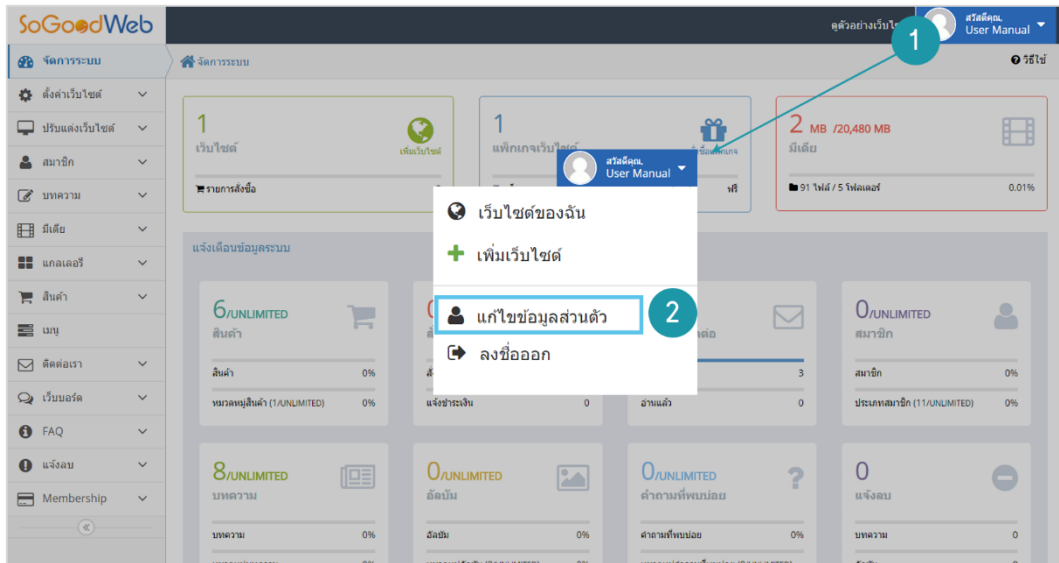 SoGoodWeb
ดูตัวอย่างเว็บไ
สวัสดีคุณ,
User Manual
1
จัดการระบบ
จัดการระบบ
วิธีใช้
ตั้งค่าเว็บไซต์
ปรับแต่งเว็บไซต์
สมาชิก
บทความ
มีเดีย
แกลเลอรี
สินค้า
เมนู
ติดต่อเรา
เว็บบอร์ด
FAQ
แจ้งลบ
Membership
1
เว็บไซต์
เพิ่มเว็บไซต์
รายการสั่งซื้อ
1
แพ็กเกจเว็บไซต์
ซื้อแพ็กเกจ
ฟรี
2 MB /20,480 MB
มีเดีย
91 ไฟล์ / 5 โฟลเดอร์
0.01%
สวัสดีคุณ,
User Manual
เว็บไซต์ของฉัน
เพิ่มเว็บไซต์
แก้ไขข้อมูลส่วนตัว
2
ลงชื่อออก
แจ้งเตือนข้อมูลระบบ
6/UNLIMITED
สินค้า
สินค้า 0%
หมวดหมู่สินค้า (1/UNLIMITED) 0%
แจ้งชำระเงิน 0
3
อ่านแล้ว 0
0/UNLIMITED
สมาชิก
สมาชิก 0%
ประเภทสมาชิก (11/UNLIMITED) 0%
8/UNLIMITED
บทความ
บทความ 0%
0/UNLIMITED
อัลบัม
อัลบัม 0%
0/UNLIMITED
คำถามที่พบบ่อย
คำถามที่พบบ่อย 0%
0
แจ้งลบ
บทความ 0